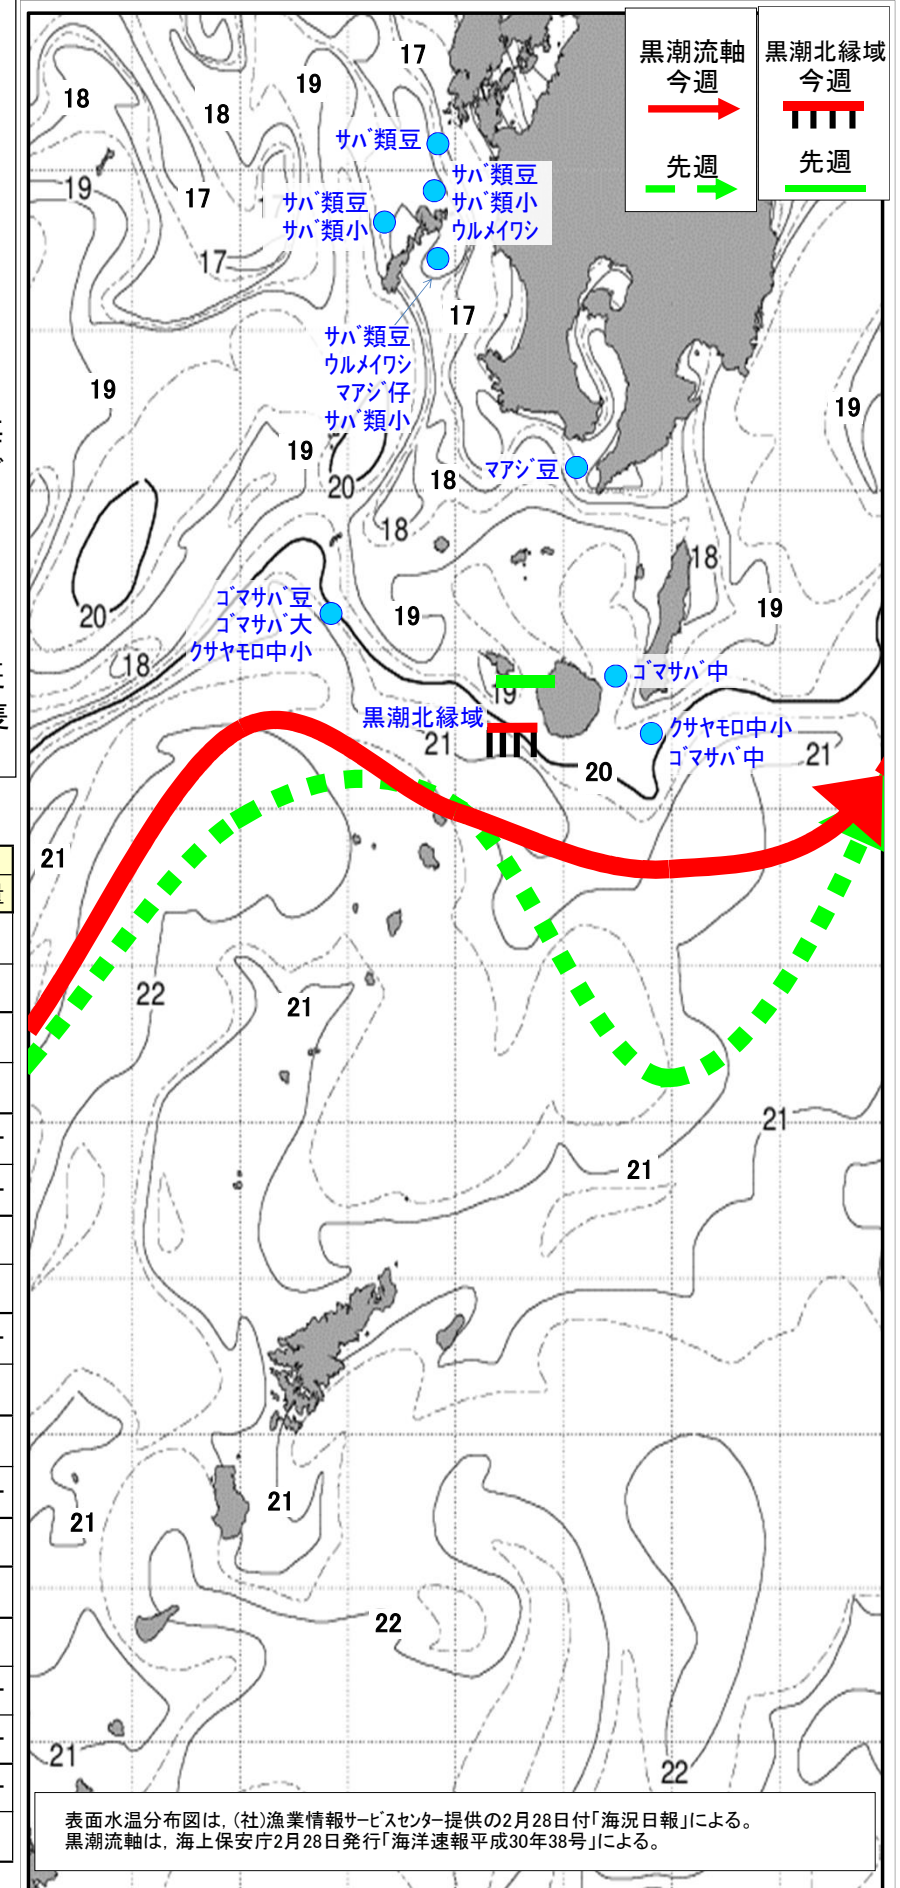 黒潮流軸
今週
先週
黒潮北縁域
今週
先週
17
18
19
18
ｻﾊﾞ類豆
ｻﾊﾞ類豆
ｻﾊﾞ類小
ｳﾙﾒｲﾜｼ
19
17
ｻﾊﾞ類豆
ｻﾊﾞ類小
17
17
ｻﾊﾞ類豆
ｳﾙﾒｲﾜｼ
ﾏｱｼﾞ仔
ｻﾊﾞ類小
19
19
19
18
20
ﾏｱｼﾞ豆
18
18
20
ｺﾞﾏｻﾊﾞ豆
ｺﾞﾏｻﾊﾞ大
ｸｻﾔﾓﾛ中小
19
19
18
ｺﾞﾏｻﾊﾞ中
19
黒潮北縁域
21
ｸｻﾔﾓﾛ中小
ｺﾞﾏｻﾊﾞ中
21
20
21
22
21
21
21
21
21
22
21
22
表面水温分布図は，(社)漁業情報ｻｰﾋﾞｽｾﾝﾀｰ提供の2月28日付｢海況日報｣による。
黒潮流軸は，海上保安庁2月28日発行｢海洋速報平成30年38号｣による。